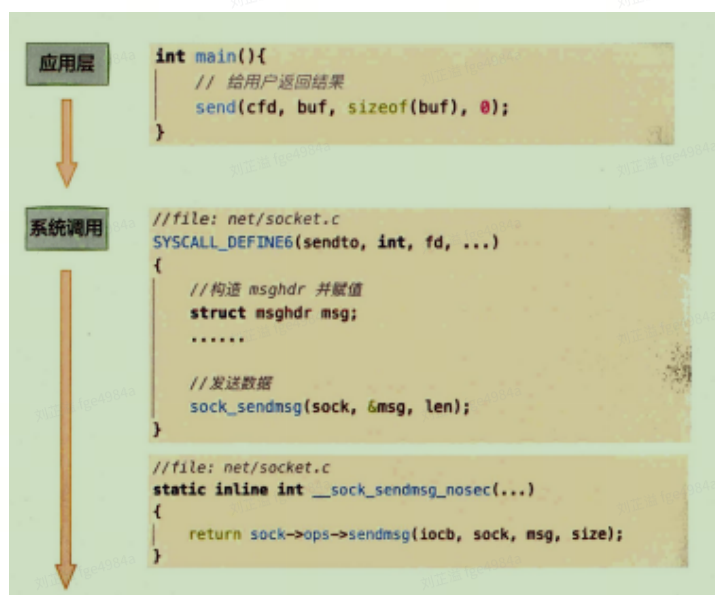 应用层
int main(){
// 给用户返回结果
send(cfd, buf, sizeof(buf), 0);
}
系统调用
//file: net/socket.c
SYSCALL_DEFINE6(sendto, int, fd, ...)
{
//构造 msghdr 并赋值
struct msghdr msg;
......
//发送数据
sock_sendmsg(sock, &msg, len);
}
//file: net/socket.c
static inline int __sock_sendmsg_nosec(...)
{
return sock->ops->sendmsg(iocb, sock, msg, size);
}